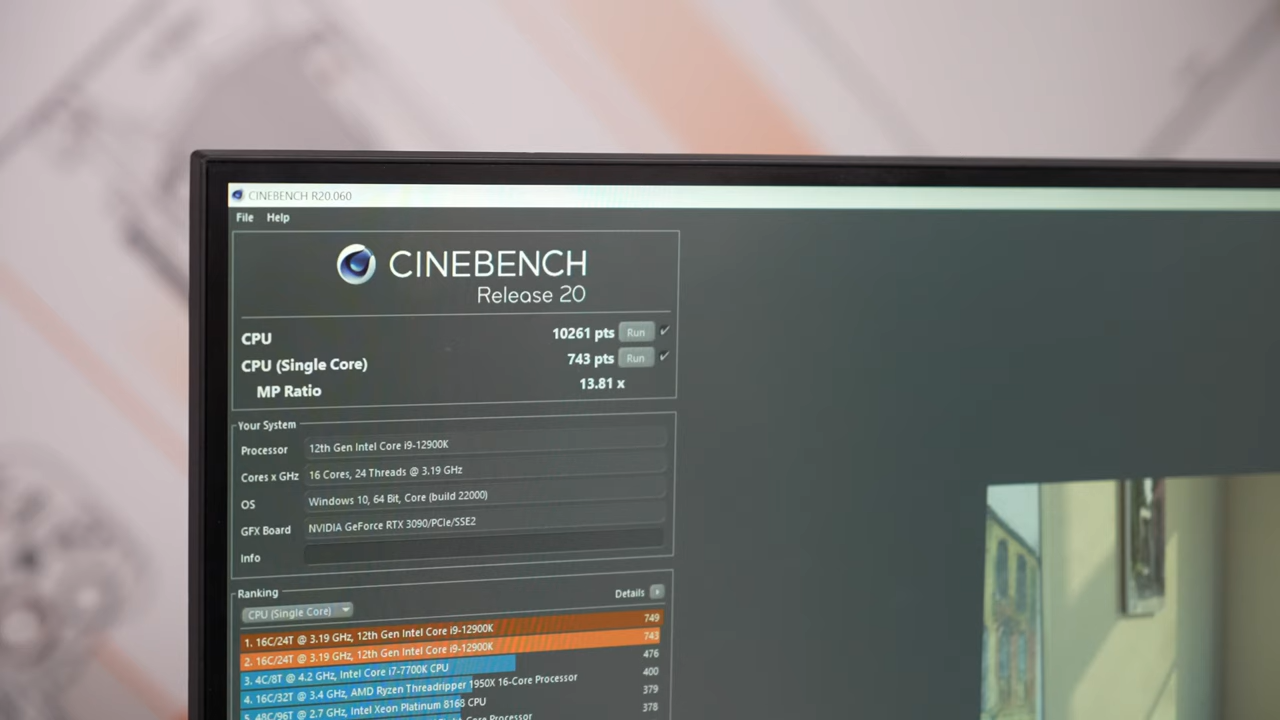 CINEBENCH R20.060
File Help
CINEBENCH
Release 20
CPU 10261 pts Run
CPU (Single Core) 743 pts Run
MP Ratio 13.81 x
Your System
Processor 12th Gen Intel Core i9-12900K
Cores x GHz 16 Cores, 24 Threads @ 3.19 GHz
OS Windows 10, 64 Bit, Core (build 22000)
GFX Board NVIDIA GeForce RTX 3090/PCIe/SSE2
Info
Ranking Details
CPU (Single Core)
1. 16C/24T @ 3.19 GHz, 12th Gen Intel Core i9-12900K 749
2. 16C/24T @ 3.19 GHz, 12th Gen Intel Core i9-12900K 743
3. 4C/8T @ 4.2 GHz, Intel Core i7-7700K CPU 476
4. 16C/32T @ 3.4 GHz, AMD Ryzen Threadripper 1950X 16-Core Processor 400
5. 48C/96T @ 2.7 GHz, Intel Xeon Platinum 8168 CPU 379
Core Processor 378